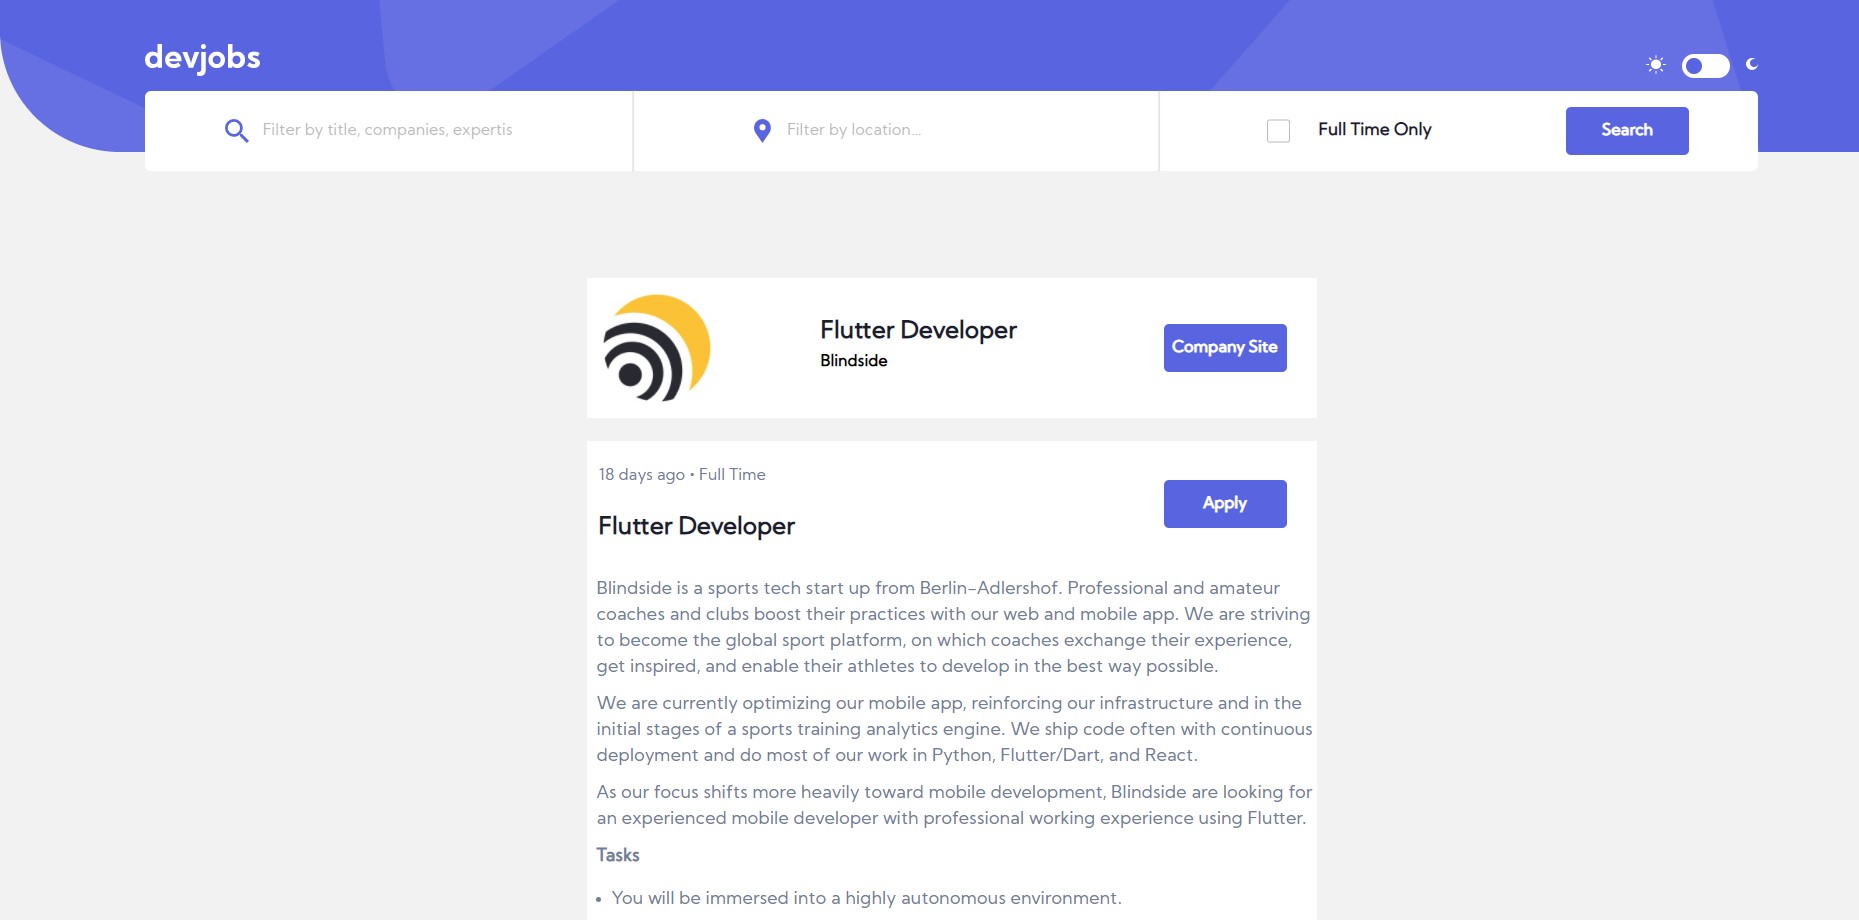 devjobs
Filter by title, companies, expertis
Filter by location...
Full Time Only
Search
Flutter Developer
Blindside
Company Site
18 days ago • Full Time
Apply
Flutter Developer
Blindside is a sports tech start up from Berlin-Adlershof. Professional and amateur
coaches and clubs boost their practices with our web and mobile app. We are striving
to become the global sport platform, on which coaches exchange their experience,
get inspired, and enable their athletes to develop in the best way possible.
We are currently optimizing our mobile app, reinforcing our infrastructure and in the
initial stages of a sports training analytics engine. We ship code often with continuous
deployment and do most of our work in Python, Flutter/Dart, and React.
As our focus shifts more heavily toward mobile development, Blindside are looking for
an experienced mobile developer with professional working experience using Flutter.
Tasks
• You will be immersed into a highly autonomous environment.